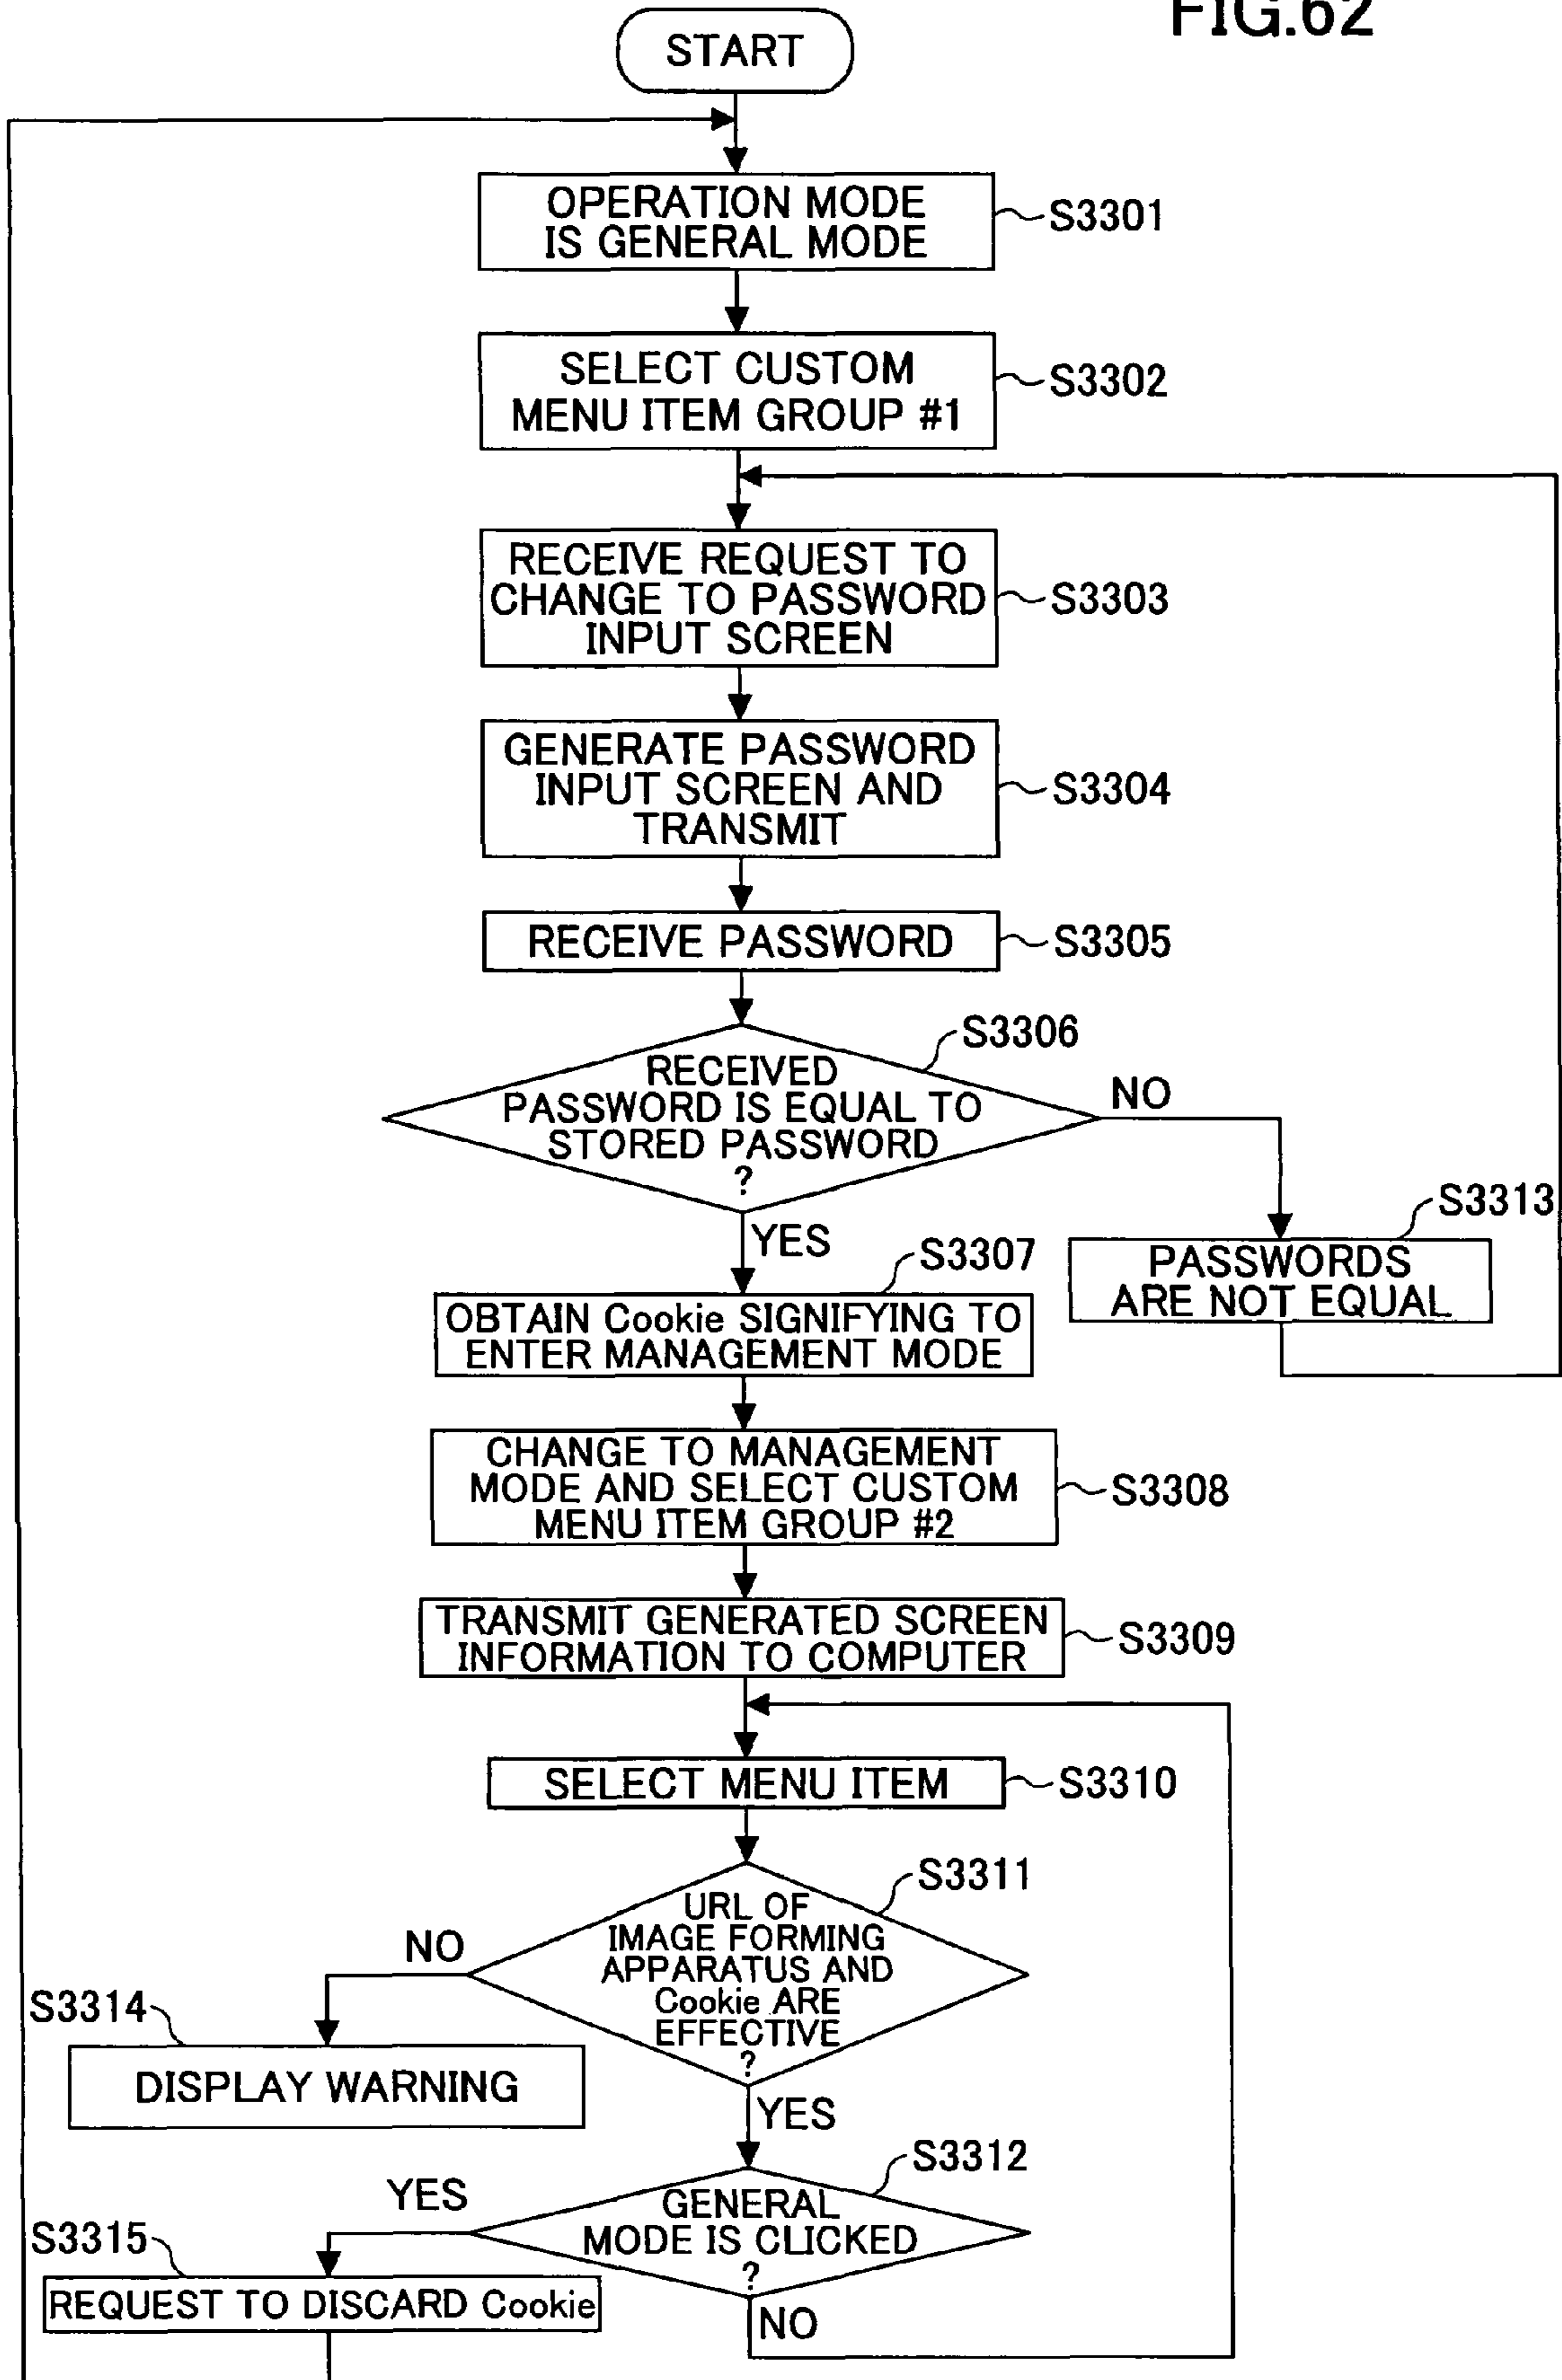 FIG.62
START
OPERATION MODE
IS GENERAL MODE
S3301
SELECT CUSTOM
MENU ITEM GROUP #1
S3302
RECEIVE REQUEST TO
CHANGE TO PASSWORD
INPUT SCREEN
S3303
GENERATE PASSWORD
INPUT SCREEN AND
TRANSMIT
S3304
RECEIVE PASSWORD
S3305
S3306
RECEIVED
PASSWORD IS EQUAL TO
STORED PASSWORD
?
NO
YES
S3313
PASSWORDS
ARE NOT EQUAL
S3307
OBTAIN Cookie SIGNIFYING TO
ENTER MANAGEMENT MODE
CHANGE TO MANAGEMENT
MODE AND SELECT CUSTOM
MENU ITEM GROUP #2
S3308
TRANSMIT GENERATED SCREEN
INFORMATION TO COMPUTER
S3309
SELECT MENU ITEM
S3310
S3311
URL OF
IMAGE FORMING
APPARATUS AND
Cookie ARE
EFFECTIVE
?
NO
S3314
DISPLAY WARNING
YES
S3312
GENERAL
MODE IS CLICKED
?
YES
S3315
REQUEST TO DISCARD Cookie
NO